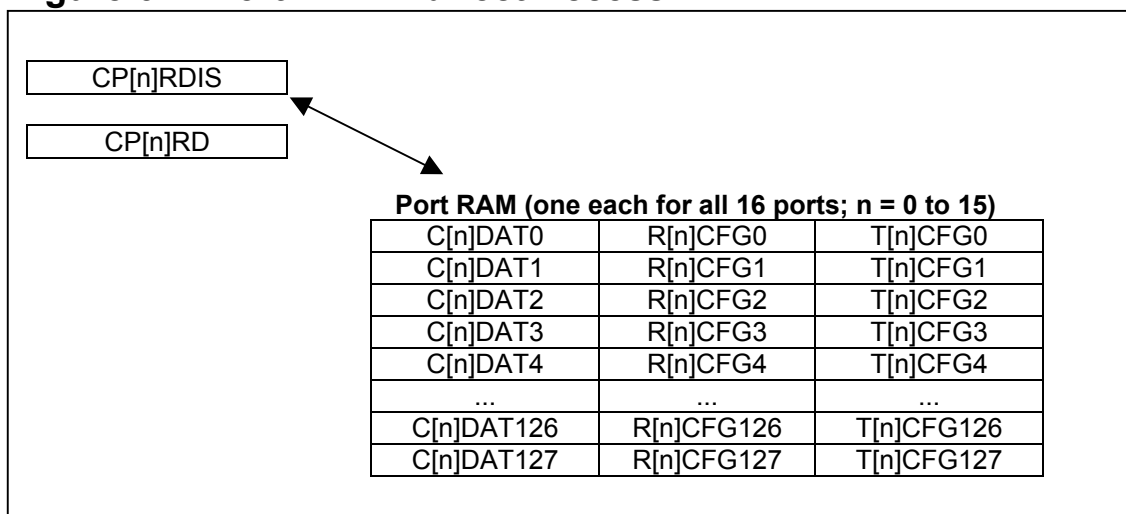 CP[n]RDIS
CP[n]RD
Port RAM (one each for all 16 ports; n = 0 to 15)
C[n]DAT0 R[n]CFG0 T[n]CFG0
C[n]DAT1 R[n]CFG1 T[n]CFG1
C[n]DAT2 R[n]CFG2 T[n]CFG2
C[n]DAT3 R[n]CFG3 T[n]CFG3
C[n]DAT4 R[n]CFG4 T[n]CFG4
... ... ...
C[n]DAT126 R[n]CFG126 T[n]CFG126
C[n]DAT127 R[n]CFG127 T[n]CFG127